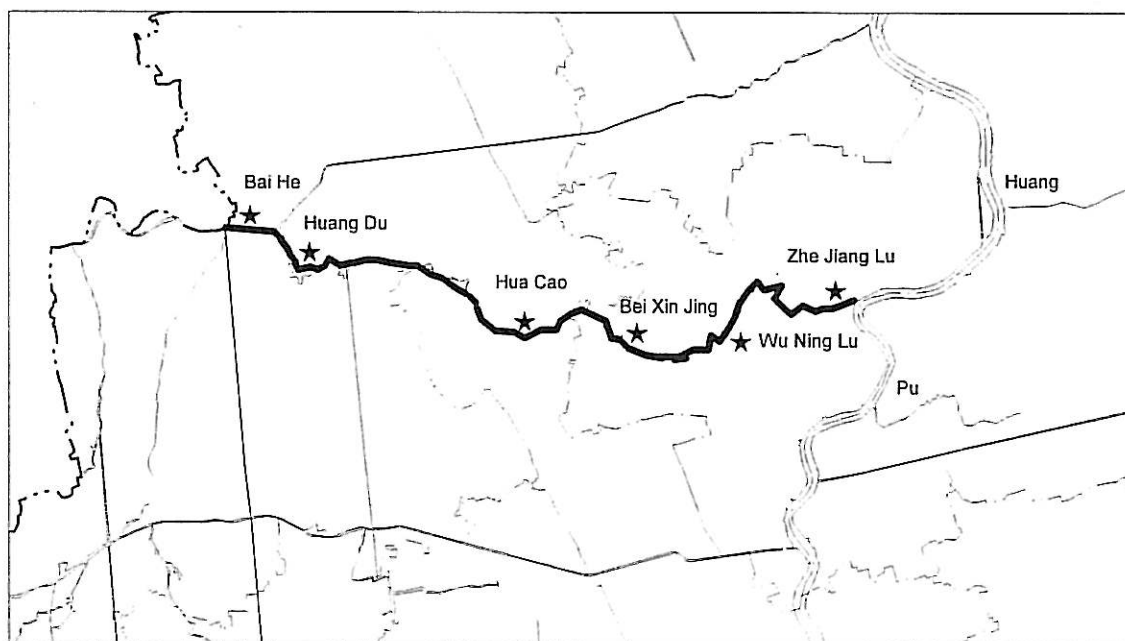 Bai He
Huang Du
Huang
Zhe Jiang Lu
Hua Cao
Bei Xin Jing
Wu Ning Lu
Pu